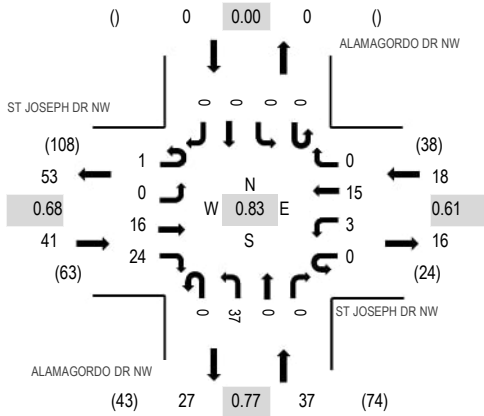 () 0 0.00 0 ()
ALAMAGORDO DR NW
ST JOSEPH DR NW
0 0 0 0
(108) (38)
53 1 0 18
0 N 15
0.68 W 0.83 E 0.61
41 16 S 3 16
24 0
(63) (24)
0 37 0 0
ST JOSEPH DR NW
ALAMAGORDO DR NW
(43) 27 0.77 37 (74)